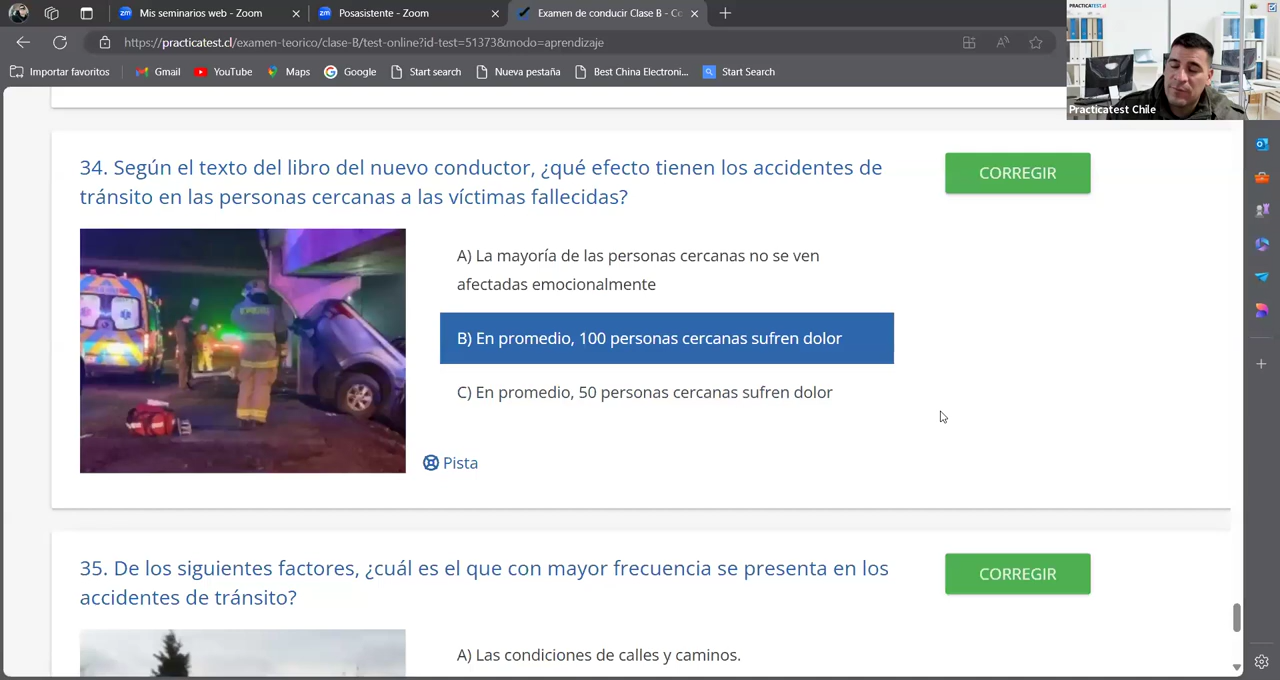 Mis seminarios web - Zoom
Posasistente - Zoom
Examen de conducir Clase B - Co
https://practicatest.cl/examen-teorico/clase-B/test-online?id-test=51373&modo=aprendizaje
Importar favoritos
Gmail
YouTube
Maps
Google
Start search
Nueva pestaña
Best China Electroni...
Start Search
PRACTICATEST.cl
Practicatest Chile
34. Según el texto del libro del nuevo conductor, ¿qué efecto tienen los accidentes de
tránsito en las personas cercanas a las víctimas fallecidas?
CORREGIR
A) La mayoría de las personas cercanas no se ven
afectadas emocionalmente
B) En promedio, 100 personas cercanas sufren dolor
C) En promedio, 50 personas cercanas sufren dolor
Pista
35. De los siguientes factores, ¿cuál es el que con mayor frecuencia se presenta en los
accidentes de tránsito?
CORREGIR
A) Las condiciones de calles y caminos.